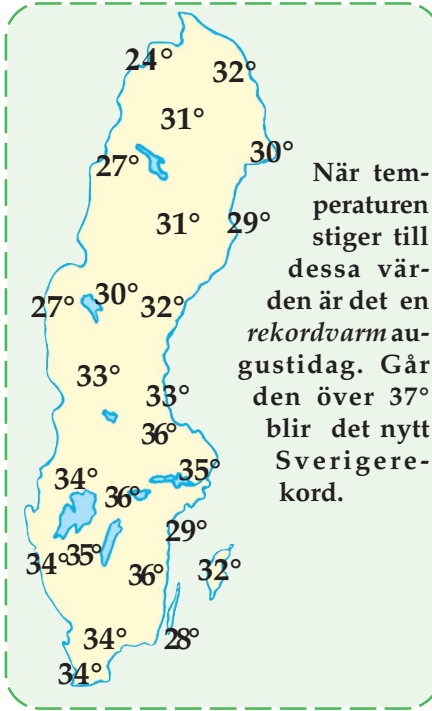 24°
32°
31°
27°
30°
31°
29°
27°
30°
32°
33°
33°
36°
34°
36°
35°
29°
34°
35°
36°
32°
34°
28°
34°
När tem-
peraturen
stiger till
dessa vär-
den är det en
rekordvarm au-
gustidag. Går
den över 37°
blir det nytt
Sverigere-
kord.